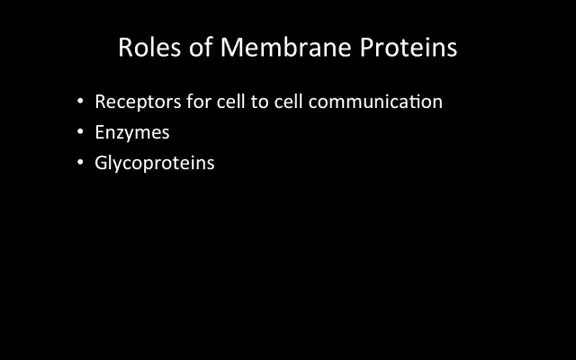 Roles of Membrane Proteins
• Receptors for cell to cell communication
• Enzymes
• Glycoproteins